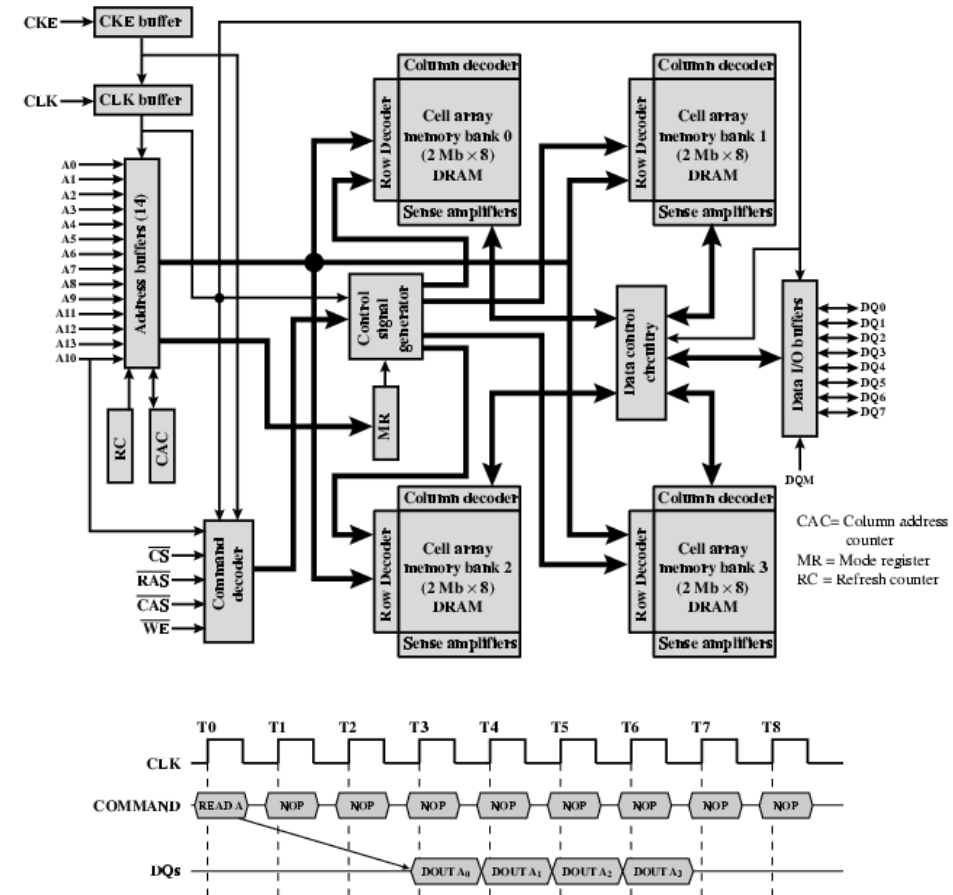 CKE
CKE buffer
CLK
CLK buffer
A0
A1
A2
A3
A4
A5
A6
A7
A8
A9
A11
A12
A13
A10
Address buffers (14)
RC
CAC
CS
RAS
CAS
WE
Command
decoder
Control
signal
generator
MR
Column decoder
Row Decoder
Cell array
memory bank 0
(2 Mb × 8)
DRAM
Sense amplifiers
Column decoder
Row Decoder
Cell array
memory bank 1
(2 Mb × 8)
DRAM
Sense amplifiers
Column decoder
Row Decoder
Cell array
memory bank 2
(2 Mb × 8)
DRAM
Sense amplifiers
Column decoder
Row Decoder
Cell array
memory bank 3
(2 Mb × 8)
DRAM
Sense amplifiers
Data control
circuitry
Data I/O buffers
DQ0
DQ1
DQ2
DQ3
DQ4
DQ5
DQ6
DQ7
DQM
CAC= Column address
counter
MR = Mode register
RC = Refresh counter
T0 T1 T2 T3 T4 T5 T6 T7 T8
CLK
COMMAND READ A NOP NOP NOP NOP NOP NOP NOP NOP
DQs DOUT A0 DOUT A1 DOUT A2 DOUT A3